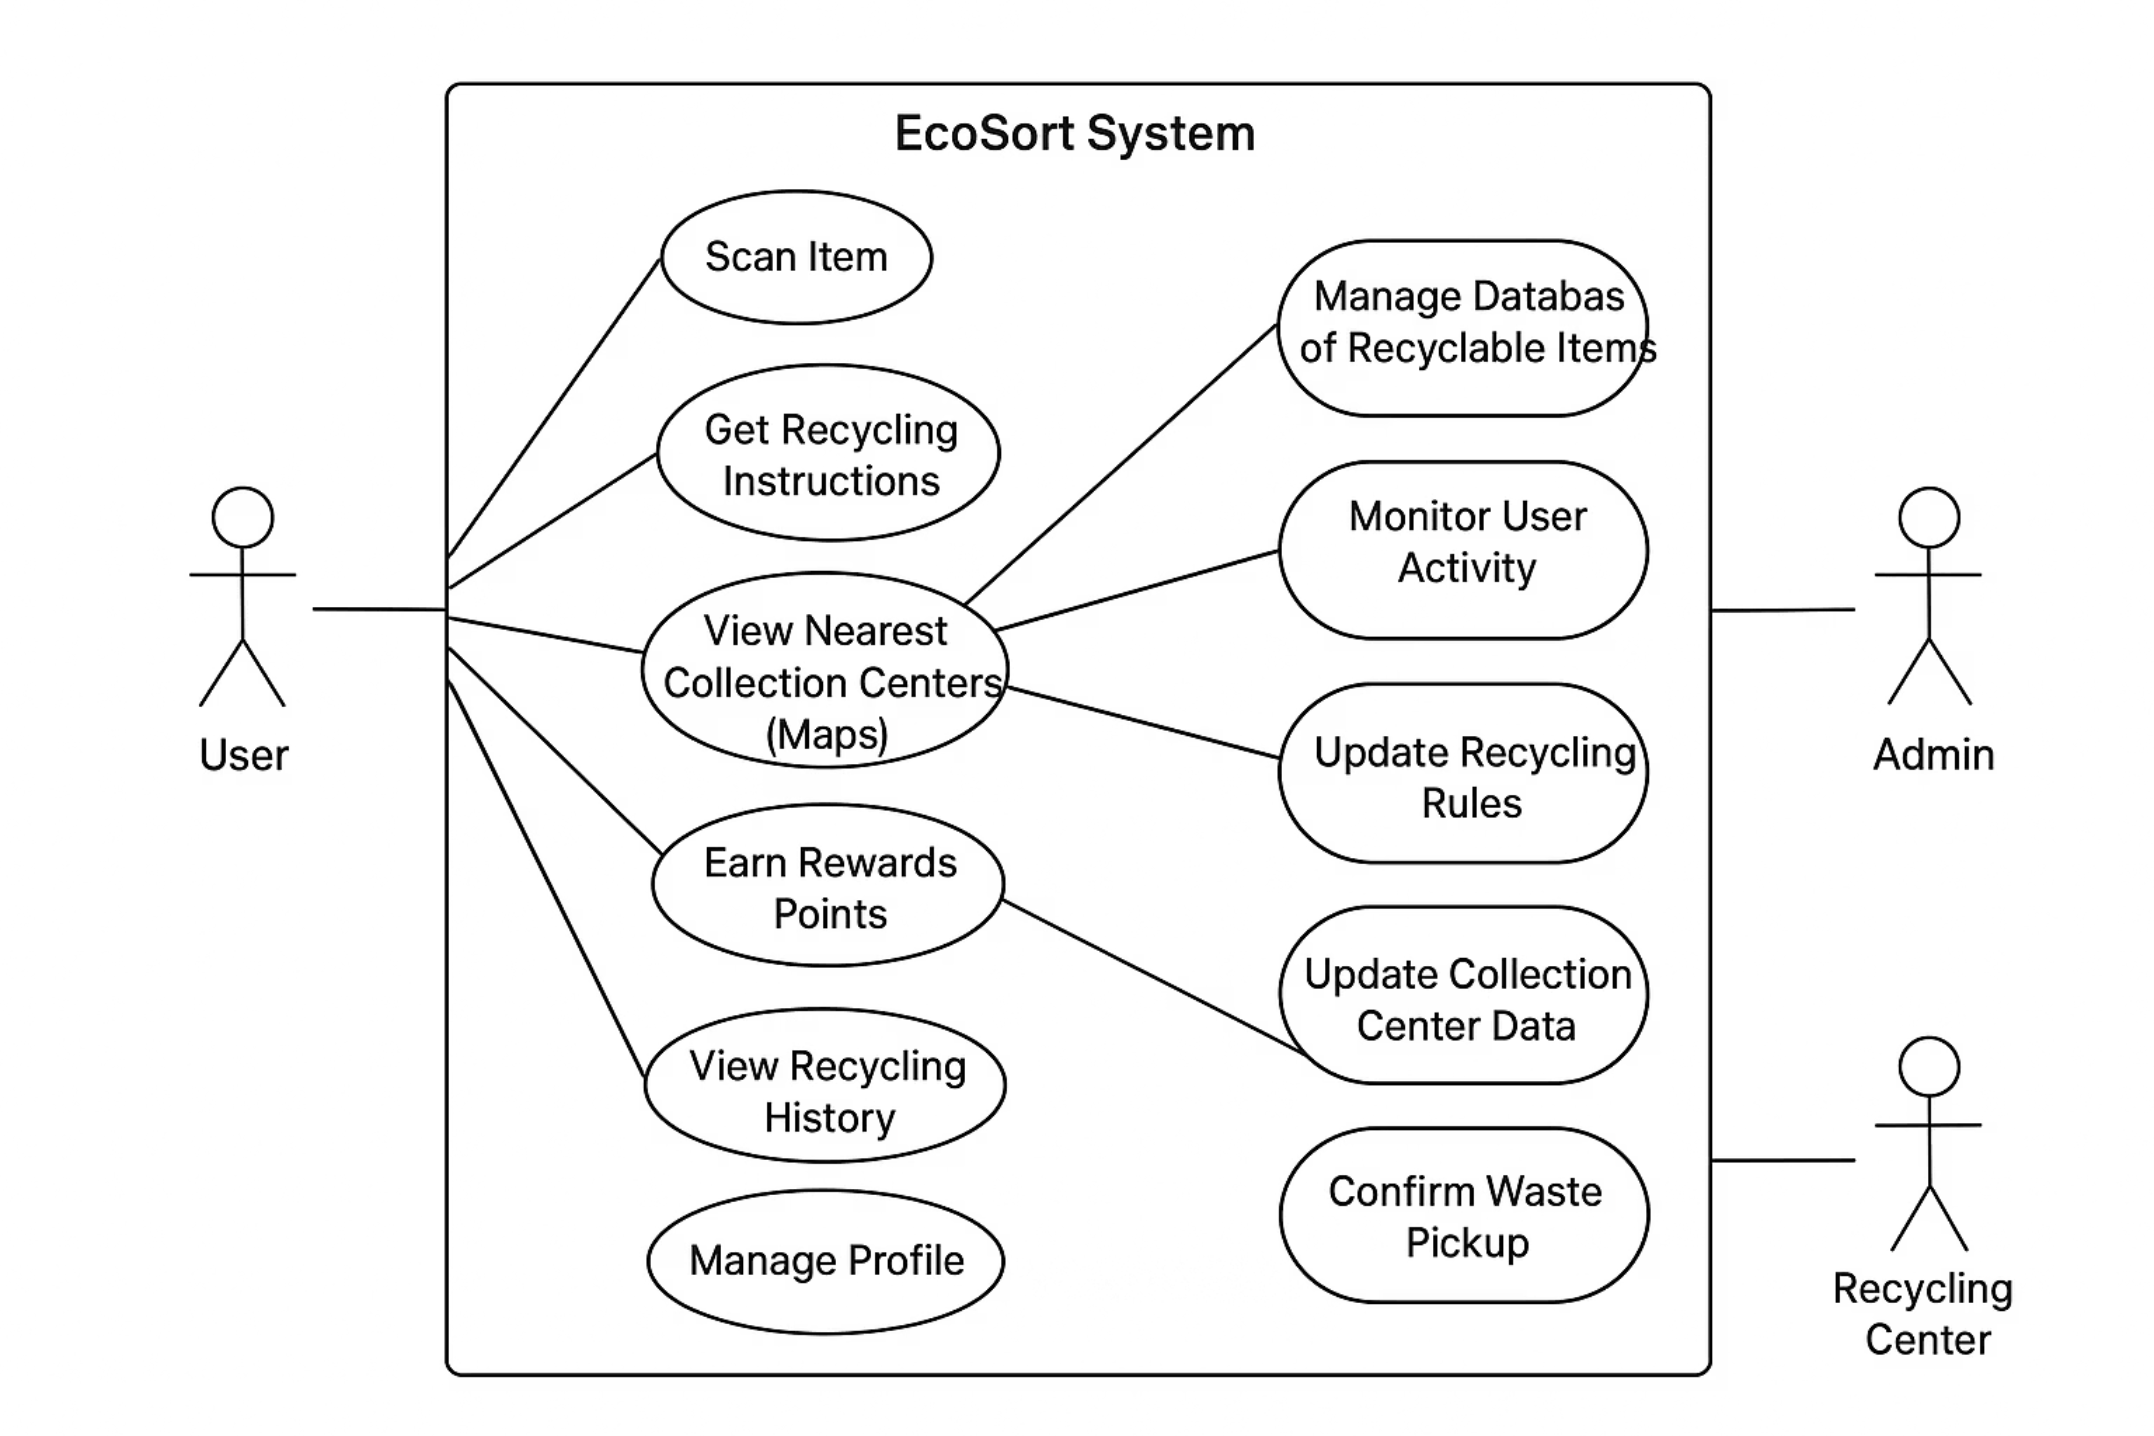 EcoSort System
Scan Item
Get Recycling
Instructions
View Nearest
Collection Centers
(Maps)
Earn Rewards
Points
View Recycling
History
Manage Profile
Manage Databas
of Recyclable Items
Monitor User
Activity
Update Recycling
Rules
Update Collection
Center Data
Confirm Waste
Pickup
User
Admin
Recycling
Center